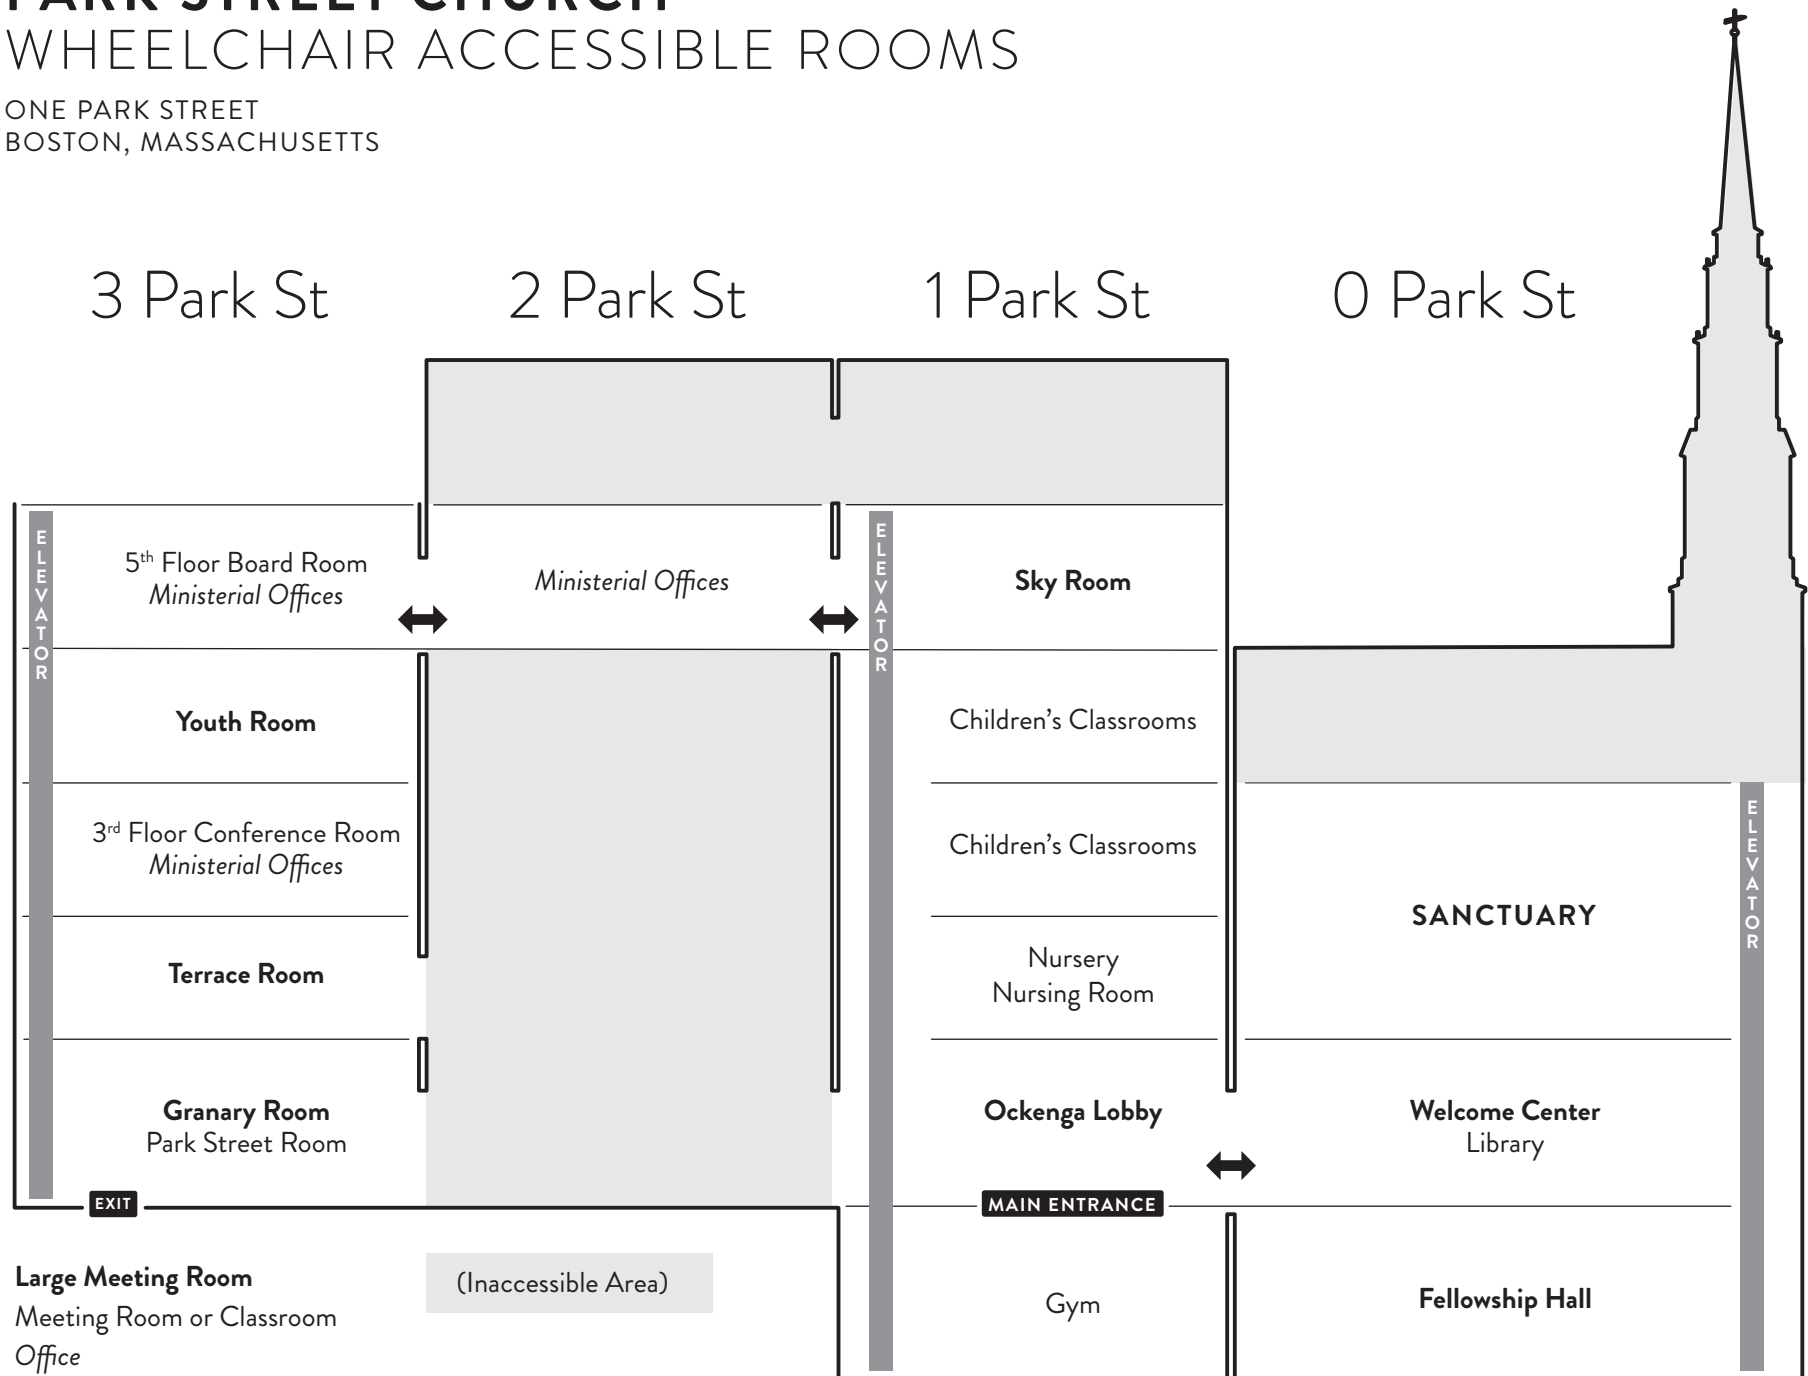 PARK STREET CHURCH
WHEELCHAIR ACCESSIBLE ROOMS
ONE PARK STREET
BOSTON, MASSACHUSETTS
3 Park St
2 Park St
1 Park St
0 Park St
ELEVATOR
5th Floor Board Room
Ministerial Offices
Ministerial Offices
ELEVATOR
Sky Room
Youth Room
Children's Classrooms
3rd Floor Conference Room
Ministerial Offices
Children's Classrooms
ELEVATOR
SANCTUARY
Terrace Room
Nursery
Nursing Room
Granary Room
Park Street Room
Ockenga Lobby
Welcome Center
Library
EXIT
MAIN ENTRANCE
Large Meeting Room
Meeting Room or Classroom
Office
(Inaccessible Area)
Gym
Fellowship Hall